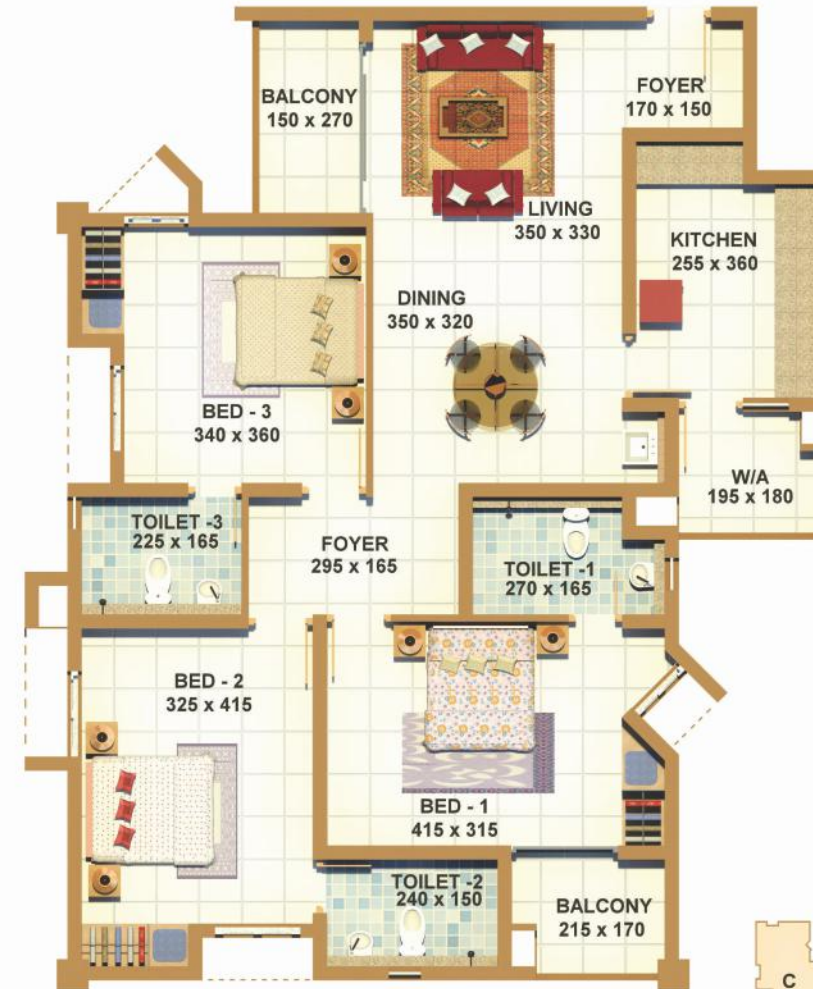 BALCONY
150 x 270
FOYER
170 x 150
LIVING
350 x 330
KITCHEN
255 x 360
DINING
350 x 320
BED - 3
340 x 360
W/A
195 x 180
TOILET -3
225 x 165
FOYER
295 x 165
TOILET -1
270 x 165
BED - 2
325 x 415
BED - 1
415 x 315
TOILET -2
240 x 150
BALCONY
215 x 170
C